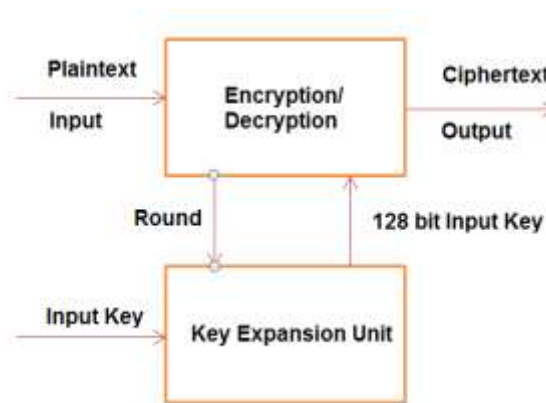 Plaintext
Input
Encryption/
Decryption
Ciphertext
Output
Round
128 bit Input Key
Input Key
Key Expansion Unit